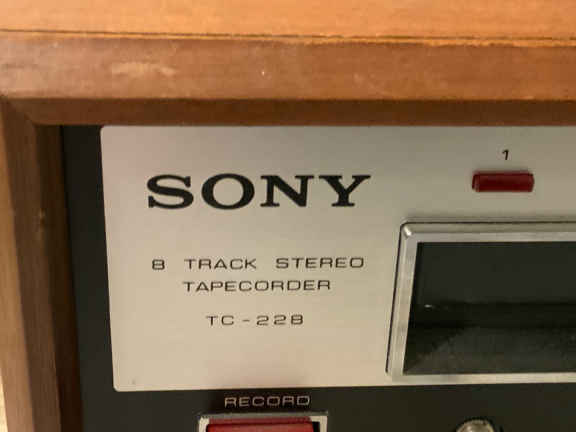 SONY
1
8 TRACK STEREO
TAPECORDER
TC-228
RECORD